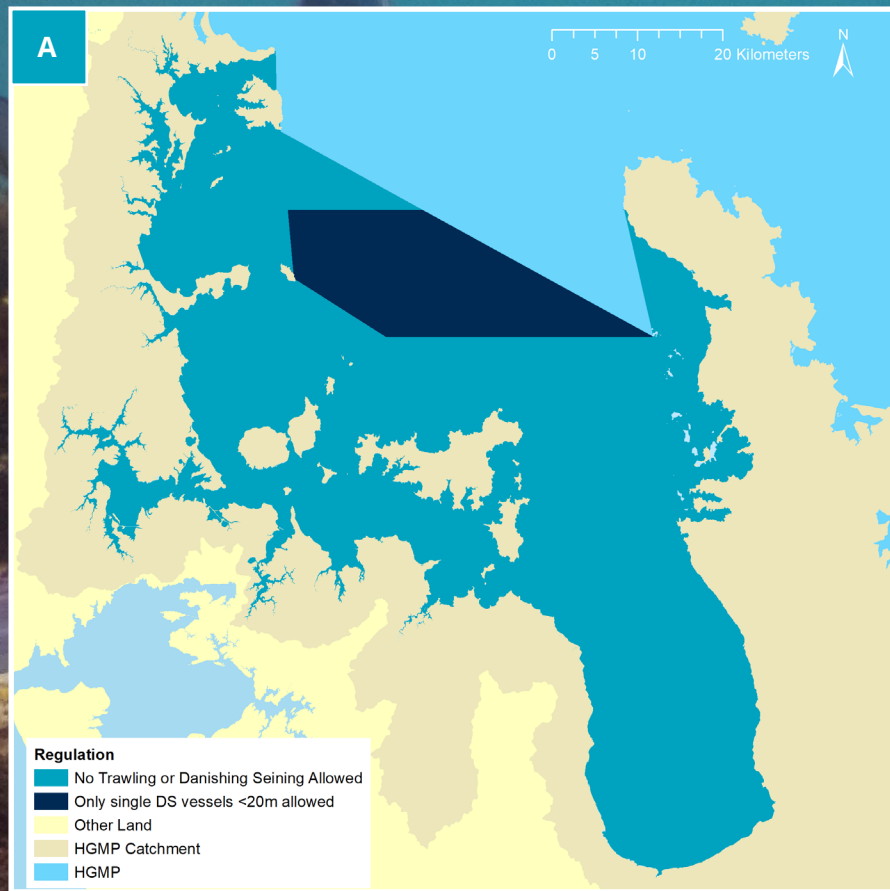 A
N
0 5 10 20 Kilometers
Regulation
No Trawling or Danishing Seining Allowed
Only single DS vessels <20m allowed
Other Land
HGMP Catchment
HGMP